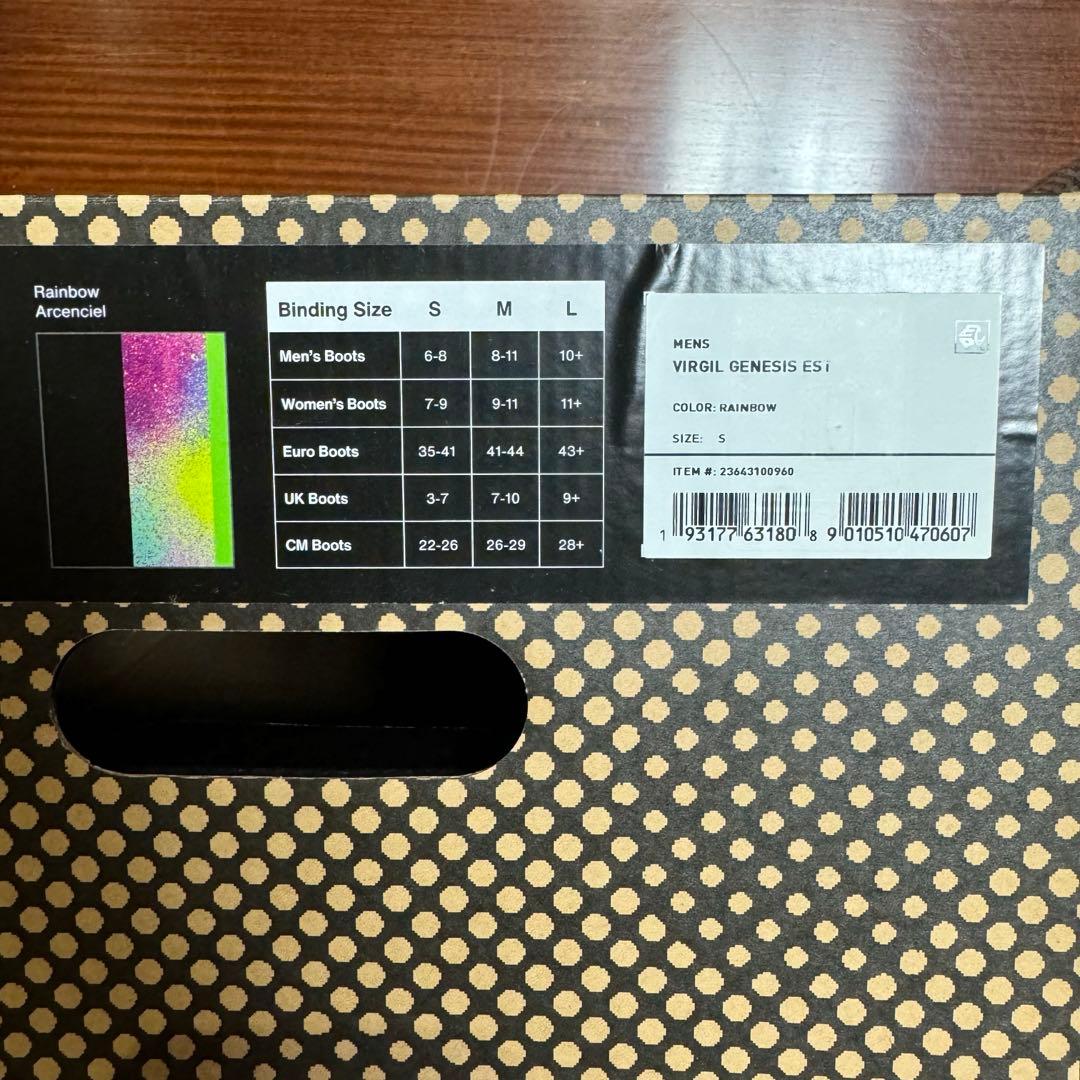 Rainbow
Arcenciel
Binding Size S M L
Men's Boots 6-8 8-11 10+
Women's Boots 7-9 9-11 11+
Euro Boots 35-41 41-44 43+
UK Boots 3-7 7-10 9+
CM Boots 22-26 26-29 28+
MENS
VIRGIL GENESIS EST
COLOR: RAINBOW
SIZE: S
ITEM #: 23643100960
1 93177 63180 8 9 010510 470607